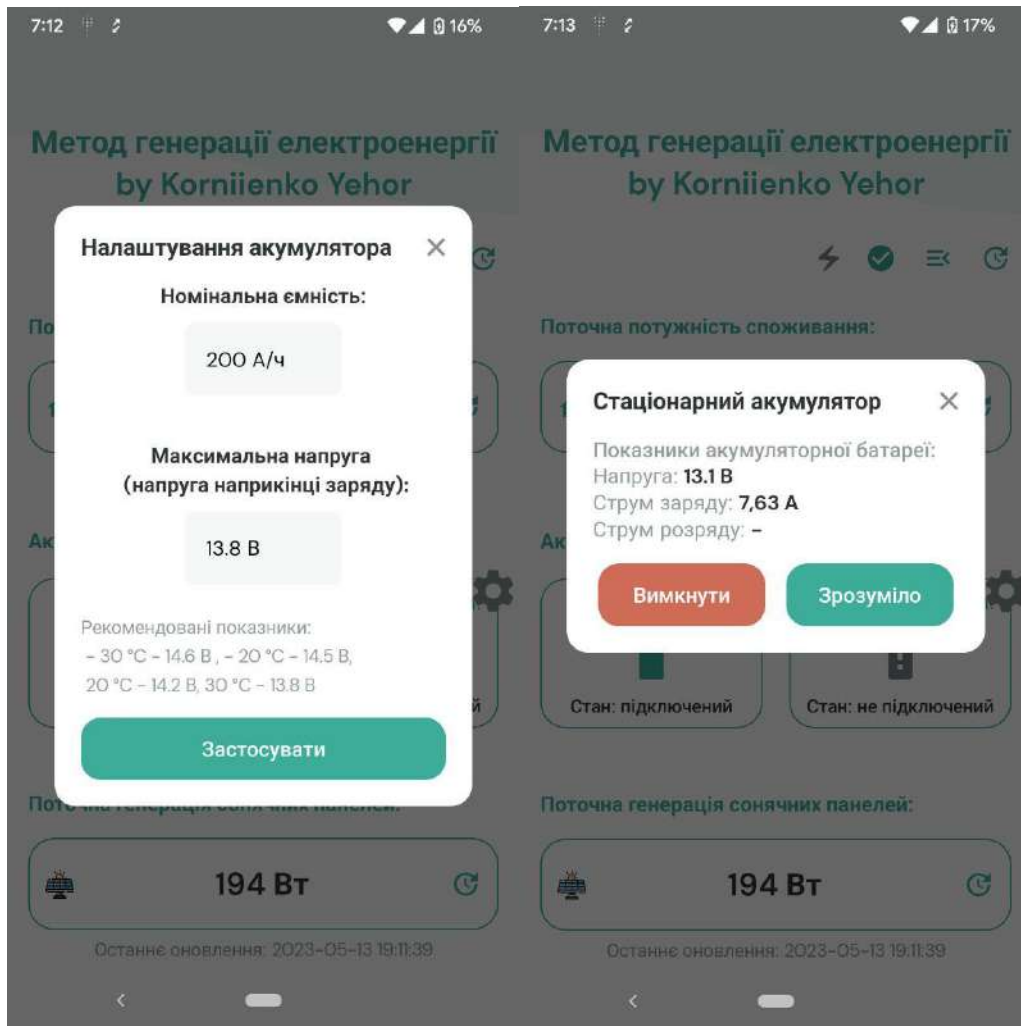 7:12
16%
Метод генерації електроенергії
by Korniienko Yehor
Налаштування акумулятора
Номінальна ємність:
200 А/ч
Максимальна напруга
(напруга наприкінці заряду):
13.8 В
Рекомендовані показники:
– 30 °C – 14.6 В , – 20 °C – 14.5 В,
20 °C – 14.2 В, 30 °C – 13.8 В
Застосувати
194 Вт
Останнє оновлення: 2023-05-13 19:11:39
7:13
17%
Метод генерації електроенергії
by Korniienko Yehor
Поточна потужність споживання:
Стаціонарний акумулятор
Показники акумуляторної батареї:
Напруга: 13.1 В
Струм заряду: 7,63 А
Струм розряду: –
Вимкнути
Зрозуміло
Стан: підключений
Стан: не підключений
Поточна генерація сонячних панелей:
194 Вт
Останнє оновлення: 2023-05-13 19:11:39